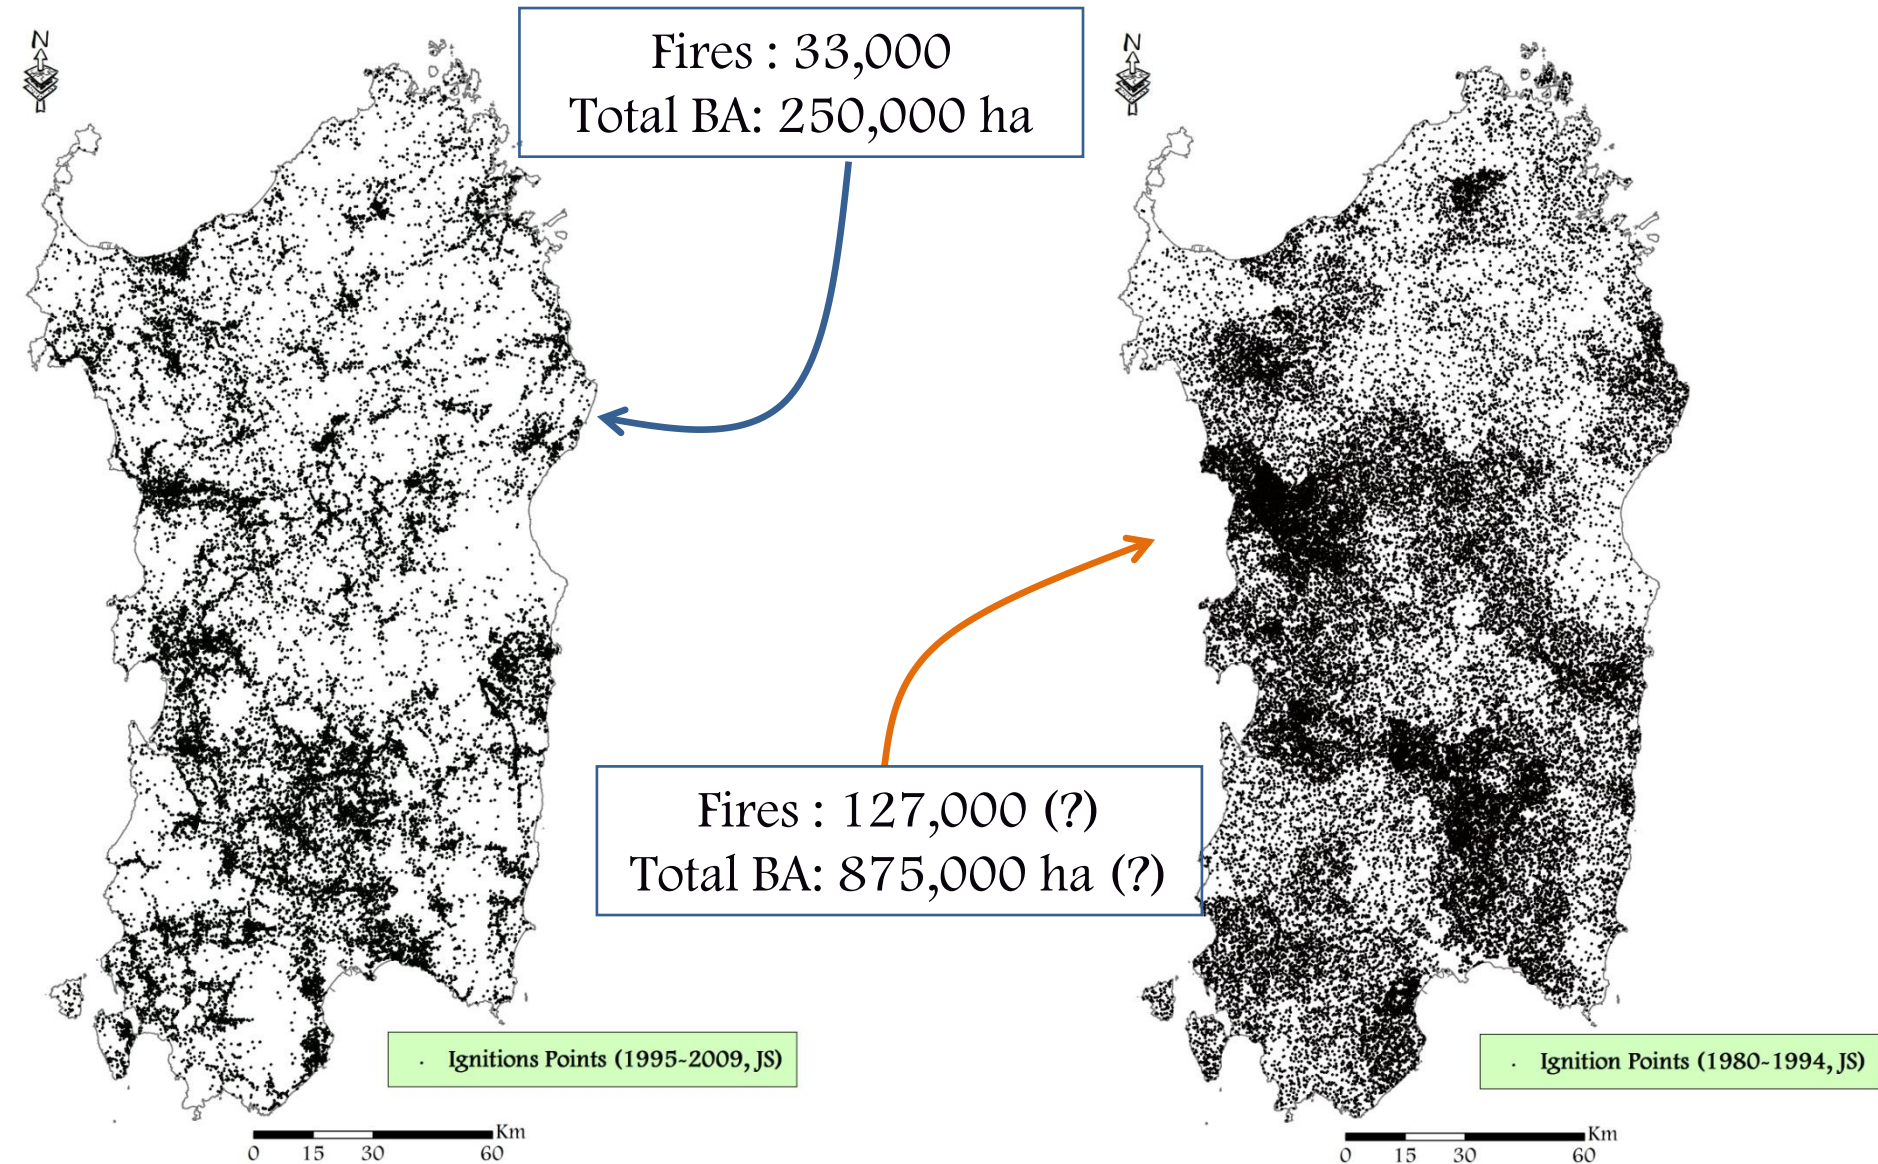 N
Fires : 33,000
Total BA: 250,000 ha
N
Fires : 127,000 (?)
Total BA: 875,000 ha (?)
Ignitions Points (1995-2009, JS)
Ignition Points (1980-1994, JS)
Km
0 15 30 60
Km
0 15 30 60